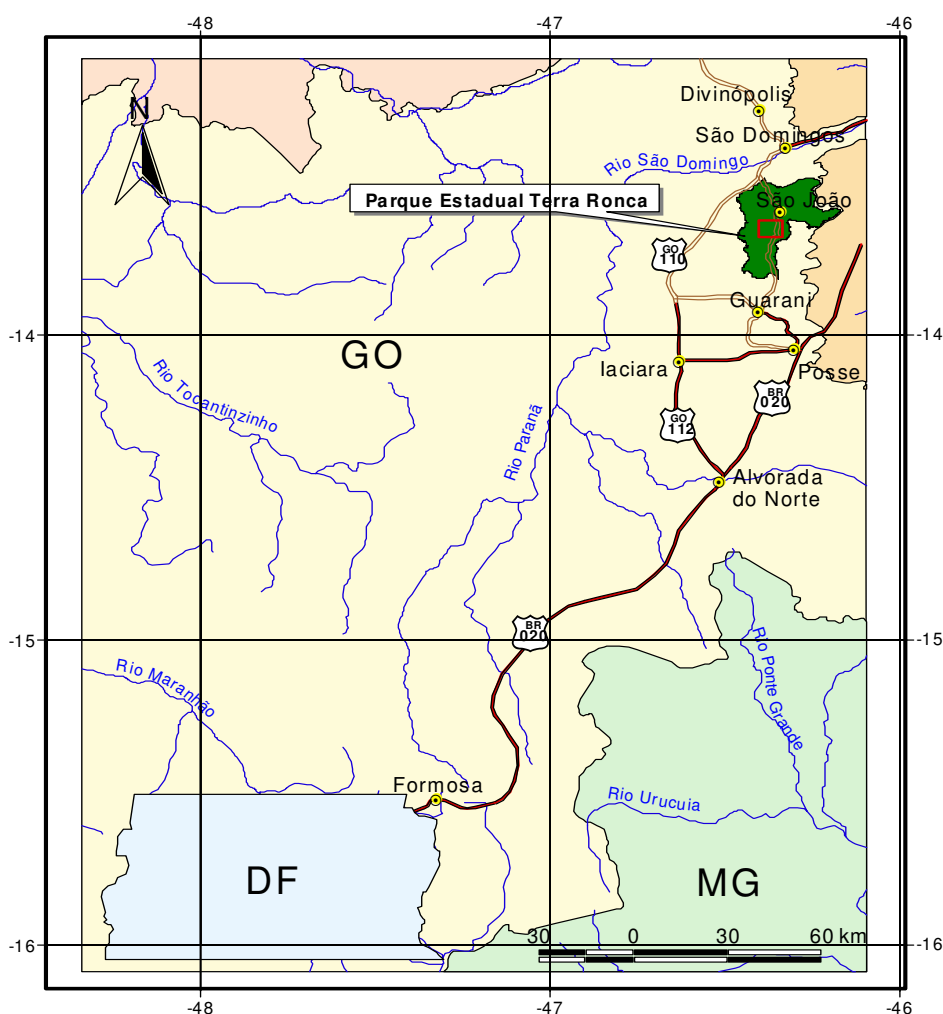 -48
-47
-46
N
Divinópolis
São Domingos
Rio São Domingo
Parque Estadual Terra Ronca
São João
GO
110
Guarani
-14
-14
GO
Iaciara
Posse
Rio Tocantinzinho
BR
020
Rio Paranã
GO
112
Alvorada
do Norte
-15
-15
BR
020
Rio Maranhão
Rio Ponte Grande
Formosa
Rio Urucuia
DF
MG
30
0
30
60 km
-16
-16
-48
-47
-46